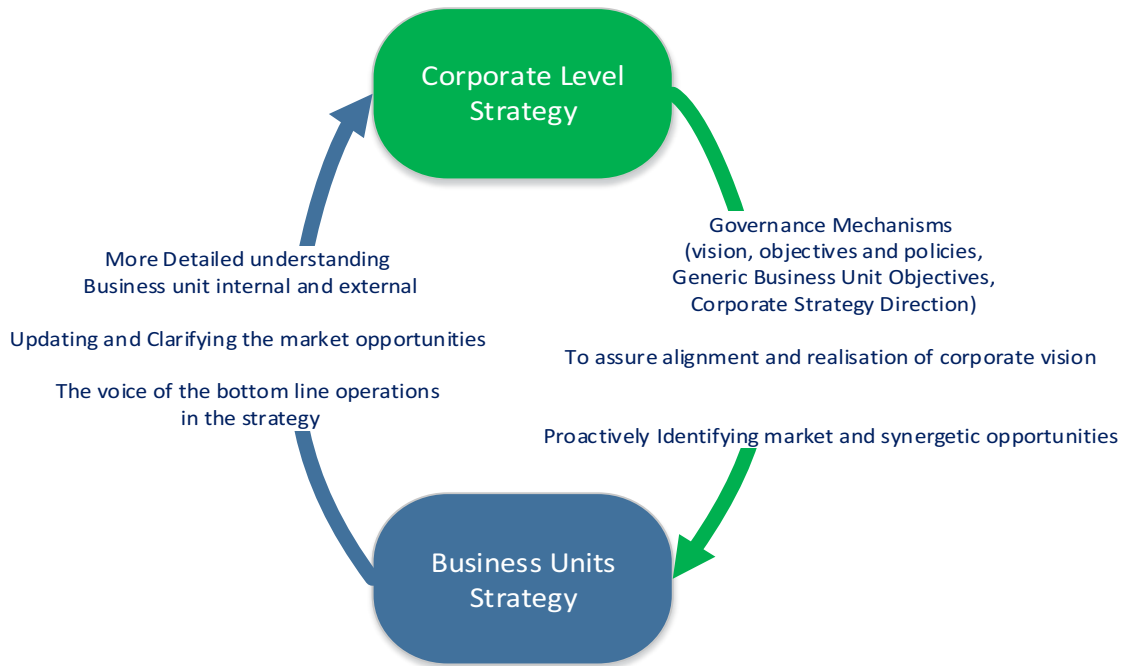 Corporate Level
Strategy
More Detailed understanding
Business unit internal and external
Updating and Clarifying the market opportunities
The voice of the bottom line operations
in the strategy
Governance Mechanisms
(vision, objectives and policies,
Generic Business Unit Objectives,
Corporate Strategy Direction)
To assure alignment and realisation of corporate vision
Proactively Identifying market and synergetic opportunities
Business Units
Strategy